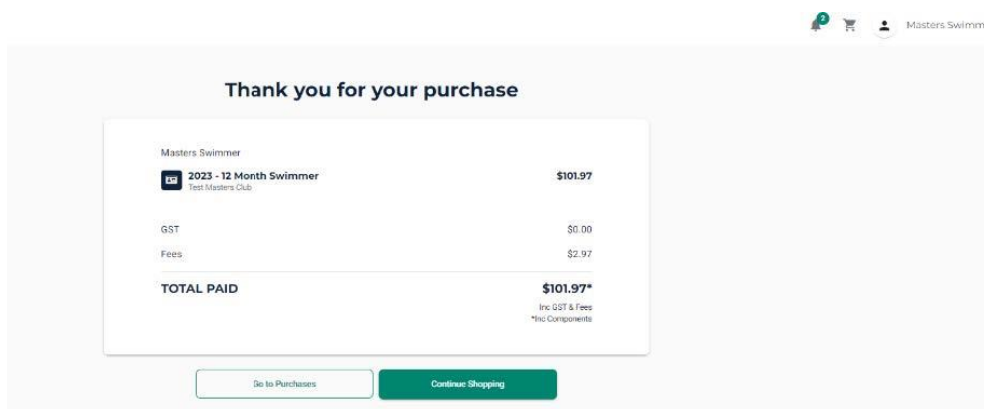 2
Masters Swimm
Thank you for your purchase
Masters Swimmer
2023 - 12 Month Swimmer $101.97
Test Masters Club
GST $0.00
Fees $2.97
TOTAL PAID $101.97*
Inc GST & Fees
*Inc Components
Go to Purchases Continue Shopping